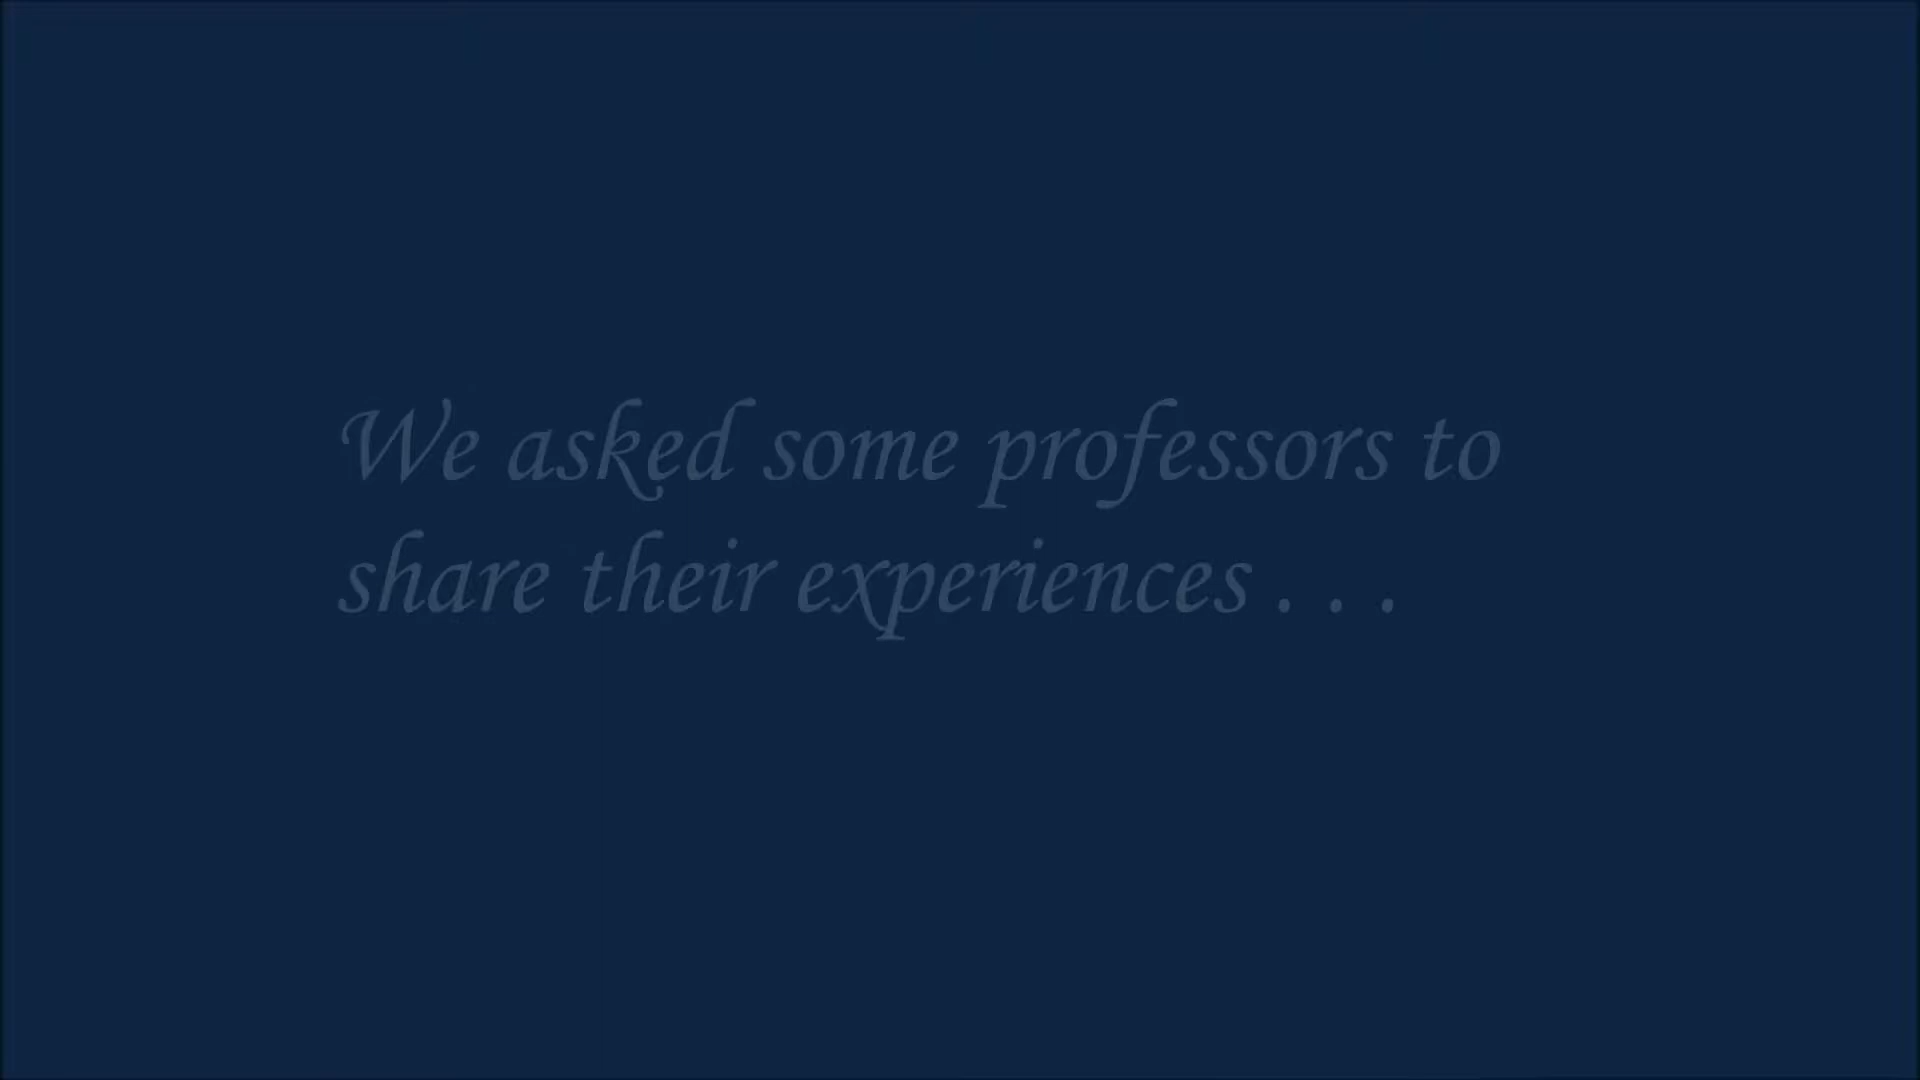 We asked some professors to
share their experiences . . .